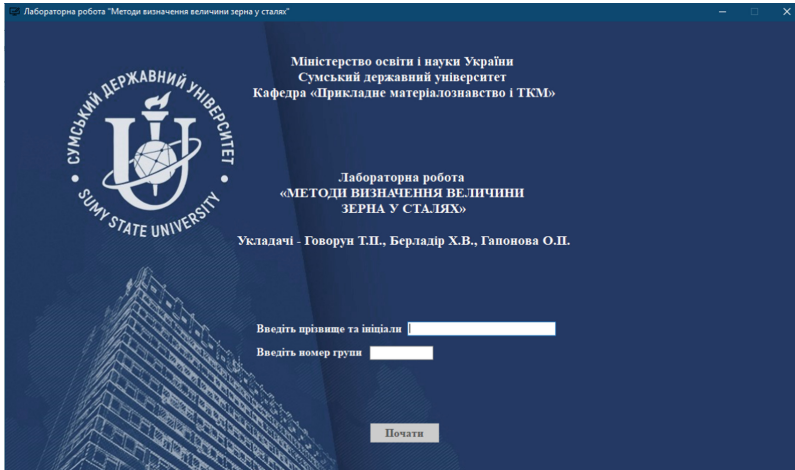 Лабораторна робота "Методи визначення величини зерна у сталях"
Міністерство освіти і науки України
Сумський державний університет
Кафедра «Прикладне матеріалознавство і ТКМ»
СУМСЬКИЙ ДЕРЖАВНИЙ УНІВЕРСИТЕТ
SUMY STATE UNIVERSITY
Лабораторна робота
«МЕТОДИ ВИЗНАЧЕННЯ ВЕЛИЧИНИ
ЗЕРНА У СТАЛЯХ»
Укладачі - Говорун Т.П., Берладір Х.В., Гапонова О.П.
Введіть прізвище та ініціали
Введіть номер групи
Почати